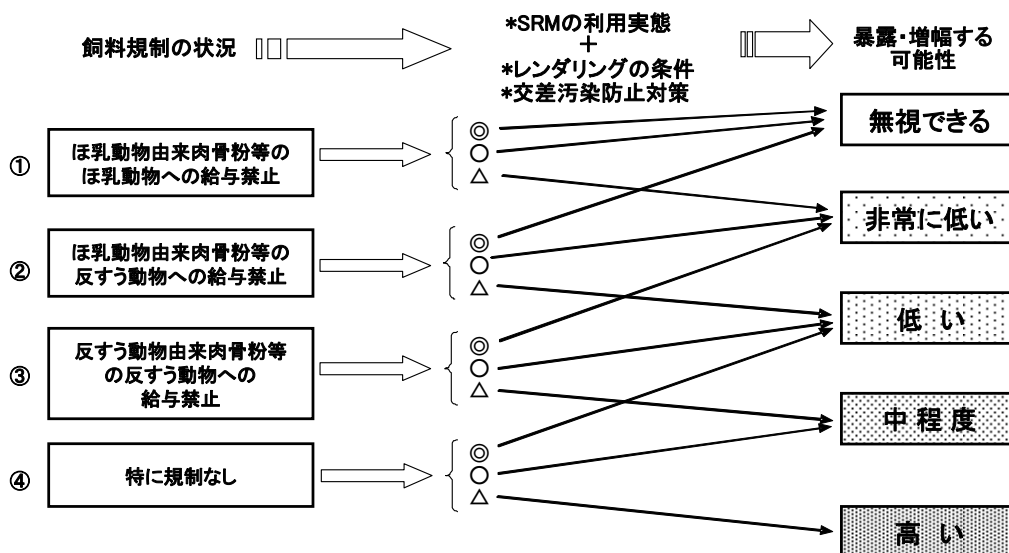 飼料規制の状況
*SRMの利用実態
+
*レンダリングの条件
*交差汚染防止対策
暴露・増幅する
可能性
①
ほ乳動物由来肉骨粉等の
ほ乳動物への給与禁止
◎
○
△
②
ほ乳動物由来肉骨粉等の
反すう動物への給与禁止
◎
○
△
③
反すう動物由来肉骨粉等
の反すう動物への
給与禁止
◎
○
△
④
特に規制なし
◎
○
△
無視できる
非常に低い
低 い
中 程 度
高 い